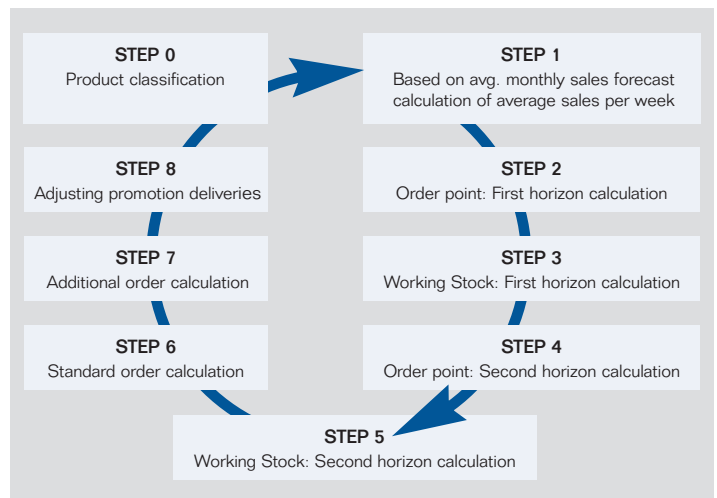 STEP 0
Product classification
STEP 1
Based on avg. monthly sales forecast
calculation of average sales per week
STEP 2
Order point: First horizon calculation
STEP 3
Working Stock: First horizon calculation
STEP 4
Order point: Second horizon calculation
STEP 5
Working Stock: Second horizon calculation
STEP 6
Standard order calculation
STEP 7
Additional order calculation
STEP 8
Adjusting promotion deliveries